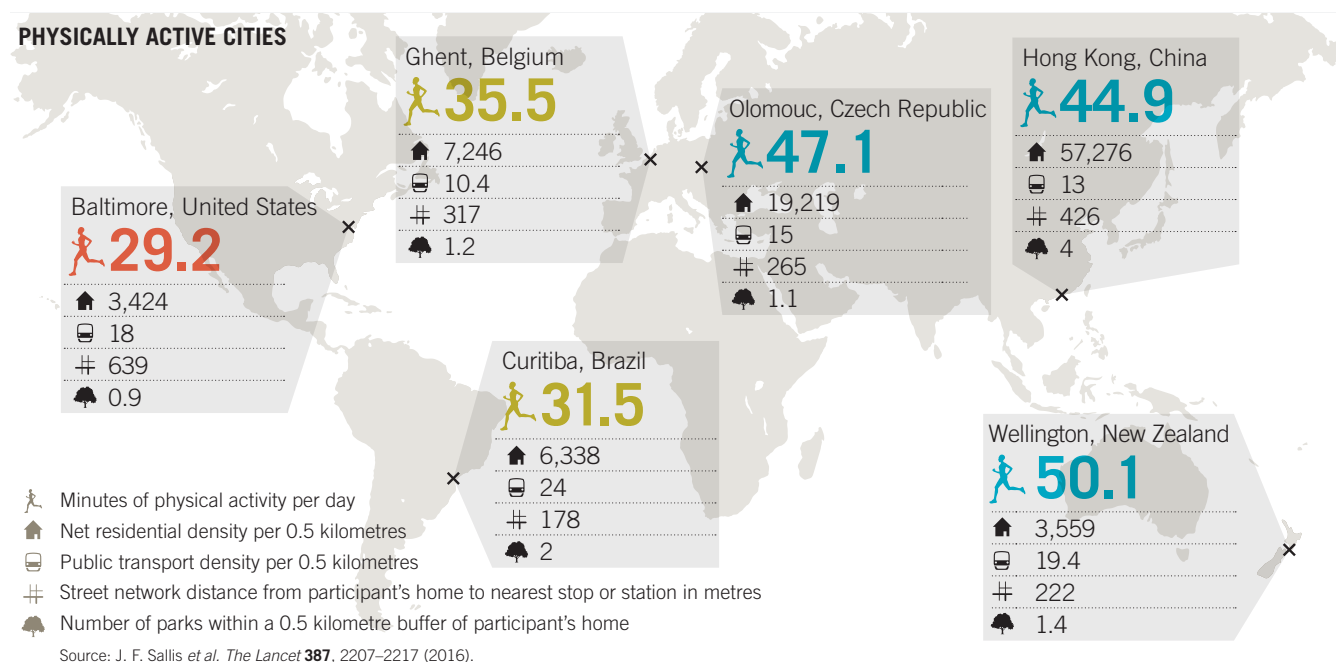 PHYSICALLY ACTIVE CITIES
Baltimore, United States
29.2
3,424
18
639
0.9
Ghent, Belgium
35.5
7,246
10.4
317
1.2
Olomouc, Czech Republic
47.1
19,219
15
265
1.1
Hong Kong, China
44.9
57,276
13
426
4
Curitiba, Brazil
31.5
6,338
24
178
2
Wellington, New Zealand
50.1
3,559
19.4
222
1.4
Minutes of physical activity per day
Net residential density per 0.5 kilometres
Public transport density per 0.5 kilometres
Street network distance from participant's home to nearest stop or station in metres
Number of parks within a 0.5 kilometre buffer of participant's home
Source: J. F. Sallis et al. The Lancet 387, 2207–2217 (2016).